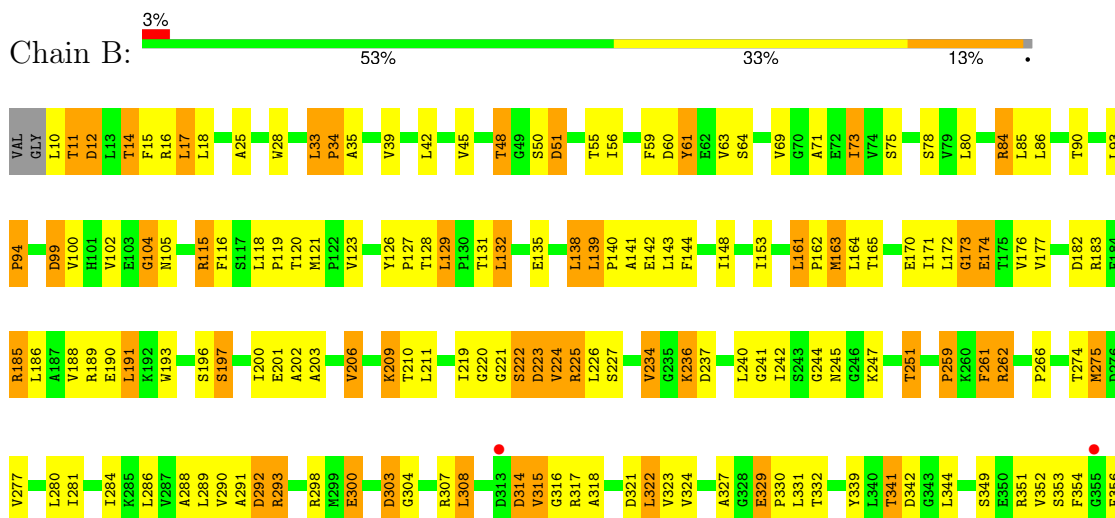 3%
Chain B:
53% 33% 13% •
VAL GLY L10 T11 D12 L13 T14 F15 R16 L17 L18 A25 W28 L33 P34 A35 V39 L42 V45 T48 G49 S50 D51 T55 I56 F59 D60 Y61 E62 V63 S64 V69 G70 A71 E72 I73 V74 S75 S78 V79 L80 R84 L85 L86 T90
P94 D99 V100 H101 V102 E103 G104 N105 R115 F116 S117 L118 P119 T120 M121 P122 V123 Y126 P127 T128 L129 P130 T131 L132 E135 L138 L139 P140 A141 E142 L143 F144 I148 I153 L161 P162 M163 L164 T165 E170 I171 L172 G173 E174 T175 V176 V177 D182 R183
R185 L186 A187 V188 R189 E190 L191 K192 W193 S196 S197 I200 E201 A202 A203 V206 K209 T210 L211 I219 G220 G221 S222 D223 V224 R225 L226 S227 V234 G235 K236 D237 L240 G241 I242 S243 G244 N245 G246 K247 T251 P259 K260 F261 R262 P266 T274 M275
V277 L280 I281 I284 K285 L286 V287 A288 L289 V290 A291 D292 R293 R298 M299 E300 D303 G304 R307 L308 D313 D314 V315 G316 R317 A318 D321 L322 V323 V324 A327 G328 E329 P330 L331 T332 Y339 L340 T341 D342 G343 L344 S349 E350 R351 V352 S353 F354 G355